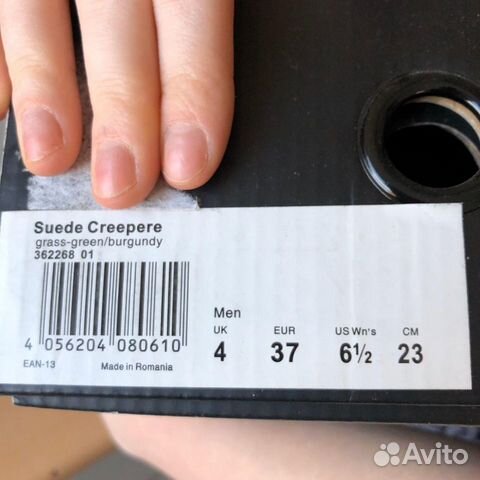 Suede Creepere
grass-green/burgundy
362268 01
4 056204 080610
EAN-13 Made in Romania
Men
UK EUR US Wn's CM
4 37 6½ 23
Avito